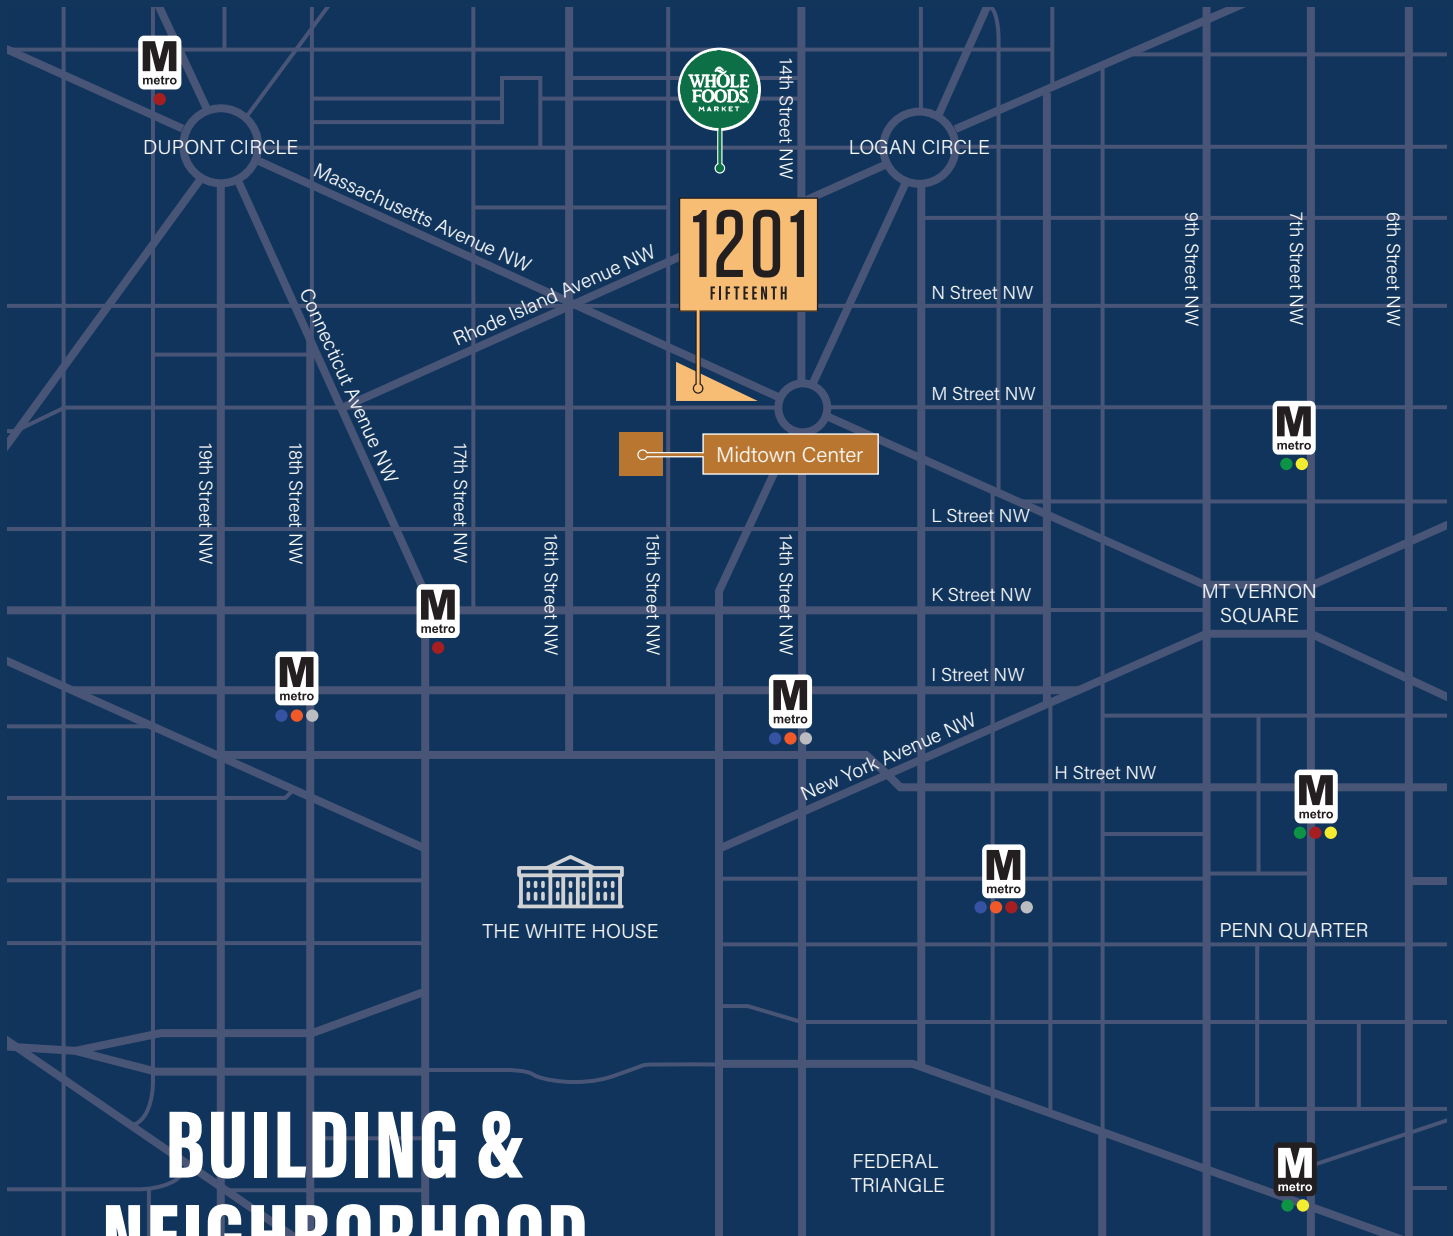 M
metro
WHOLE
FOODS
MARKET
14th Street NW
DUPONT CIRCLE
LOGAN CIRCLE
Massachusetts Avenue NW
1201
FIFTEENTH
Rhode Island Avenue NW
9th Street NW
7th Street NW
6th Street NW
N Street NW
Connecticut Avenue NW
M Street NW
M
metro
Midtown Center
19th Street NW
18th Street NW
17th Street NW
L Street NW
16th Street NW
15th Street NW
14th Street NW
K Street NW
MT VERNON
SQUARE
M
metro
M
metro
I Street NW
M
metro
New York Avenue NW
H Street NW
M
metro
M
metro
THE WHITE HOUSE
PENN QUARTER
BUILDING &
NEIGHBORHOOD
FEDERAL
TRIANGLE
M
metro